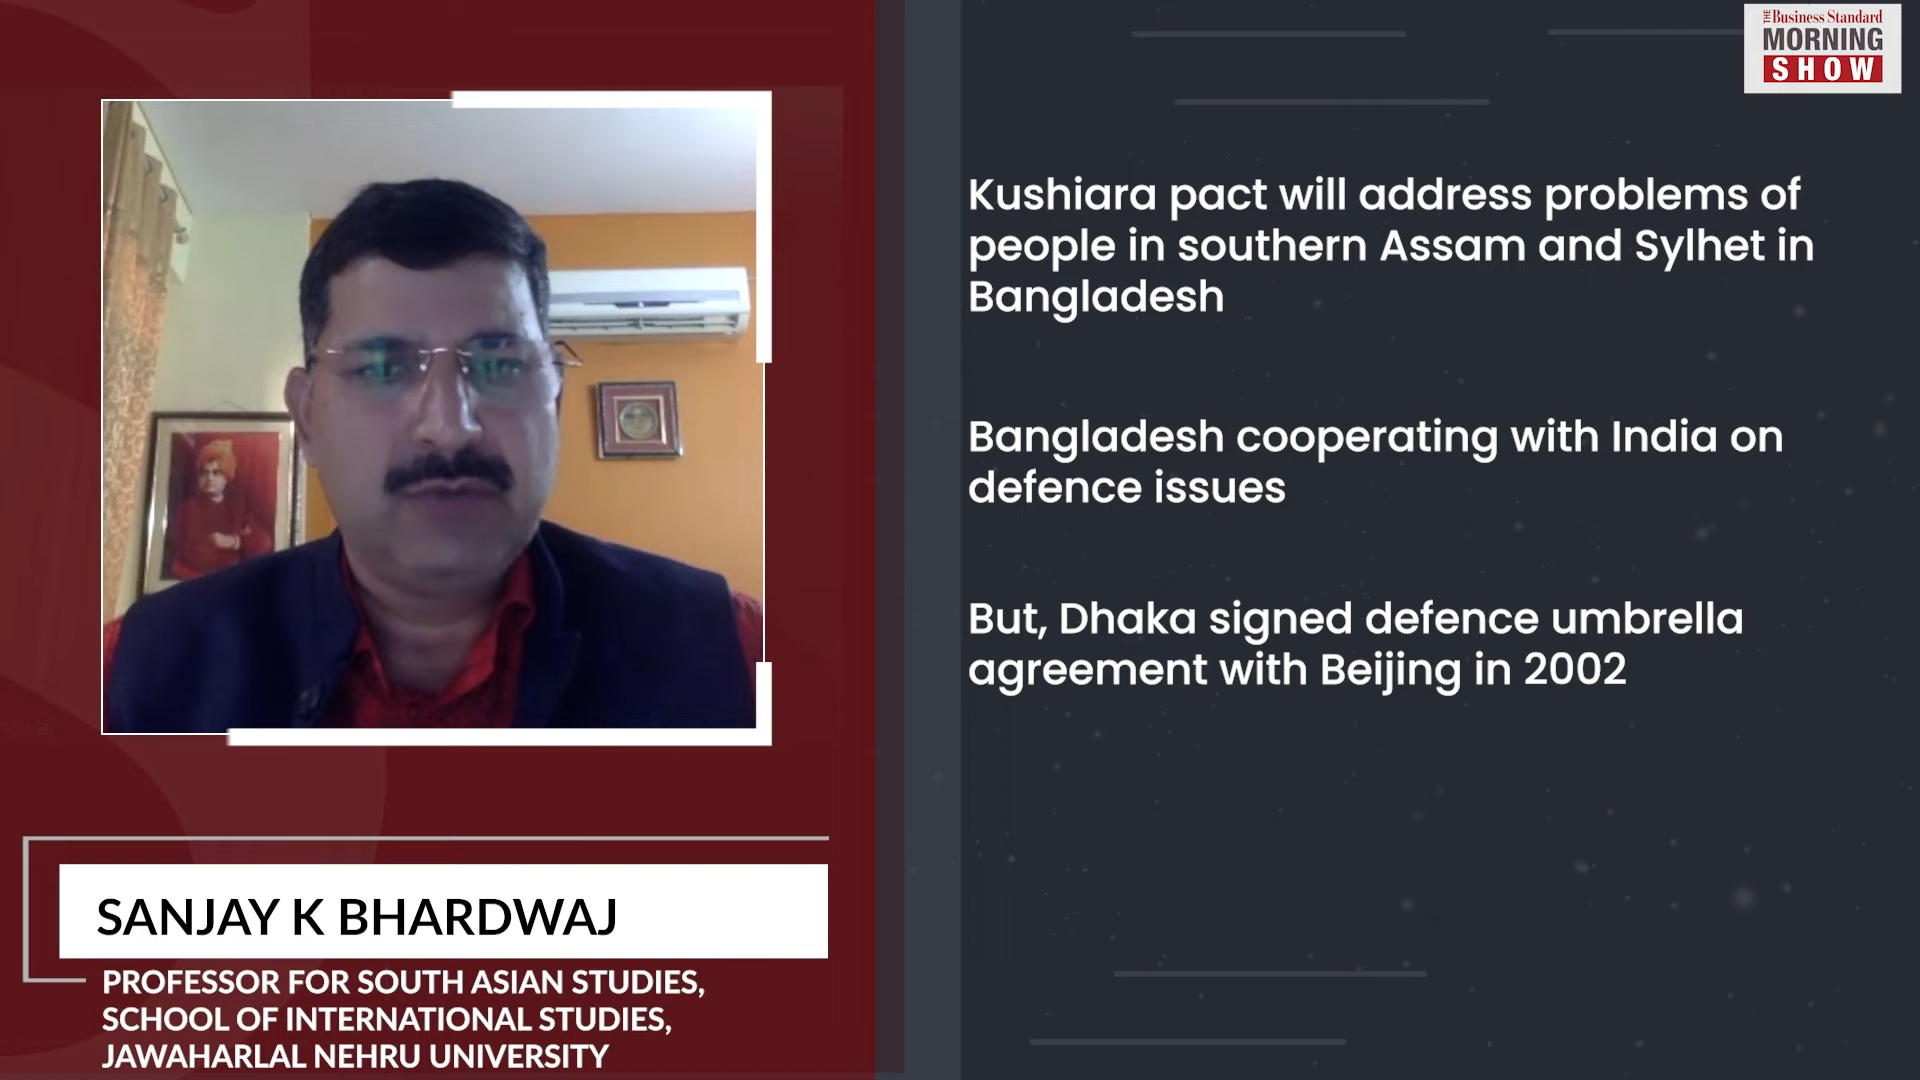 THE Business Standard
MORNING
SHOW
Kushiara pact will address problems of
people in southern Assam and Sylhet in
Bangladesh
Bangladesh cooperating with India on
defence issues
But, Dhaka signed defence umbrella
agreement with Beijing in 2002
SANJAY K BHARDWAJ
PROFESSOR FOR SOUTH ASIAN STUDIES,
SCHOOL OF INTERNATIONAL STUDIES,
JAWAHARLAL NEHRU UNIVERSITY